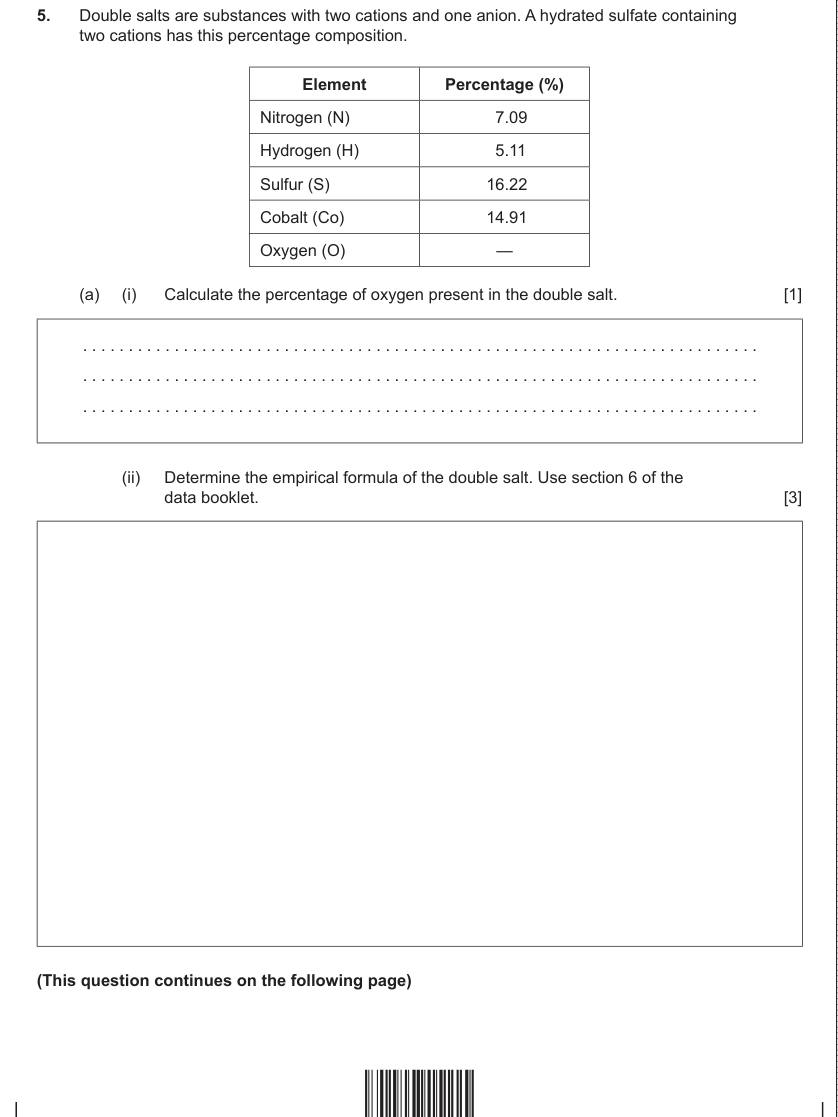 5. Double salts are substances with two cations and one anion. A hydrated sulfate containing
two cations has this percentage composition.
Element Percentage (%)
Nitrogen (N) 7.09
Hydrogen (H) 5.11
Sulfur (S) 16.22
Cobalt (Co) 14.91
Oxygen (O) —
(a) (i) Calculate the percentage of oxygen present in the double salt. [1]
(ii) Determine the empirical formula of the double salt. Use section 6 of the
data booklet. [3]
(This question continues on the following page)